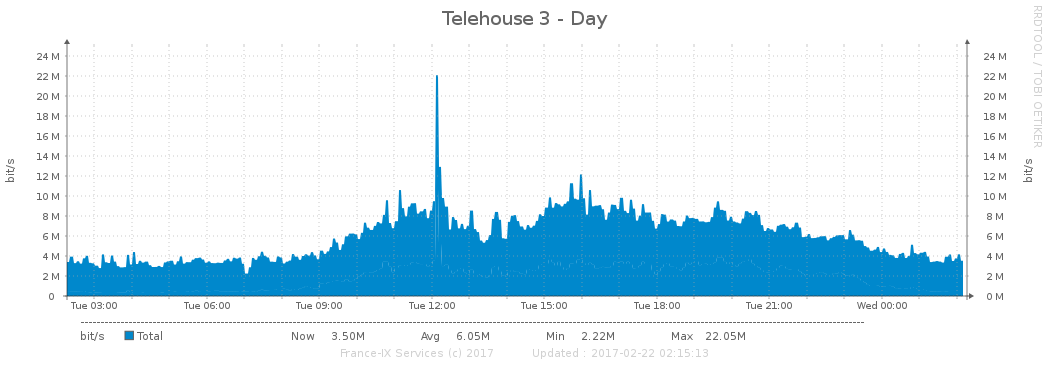 Telehouse 3 - Day
RRDTOOL / TOBI OETIKER
24 M 24 M
22 M 22 M
20 M 20 M
18 M 18 M
16 M 16 M
14 M 14 M
12 M 12 M
10 M 10 M
8 M 8 M
6 M 6 M
4 M 4 M
2 M 2 M
0 0 M
bit/s bit/s
Tue 03:00 Tue 06:00 Tue 09:00 Tue 12:00 Tue 15:00 Tue 18:00 Tue 21:00 Wed 00:00
bit/s Total Now 3.50M Avg 6.05M Min 2.22M Max 22.05M
France-IX Services (c) 2017 Updated : 2017-02-22 02:15:13